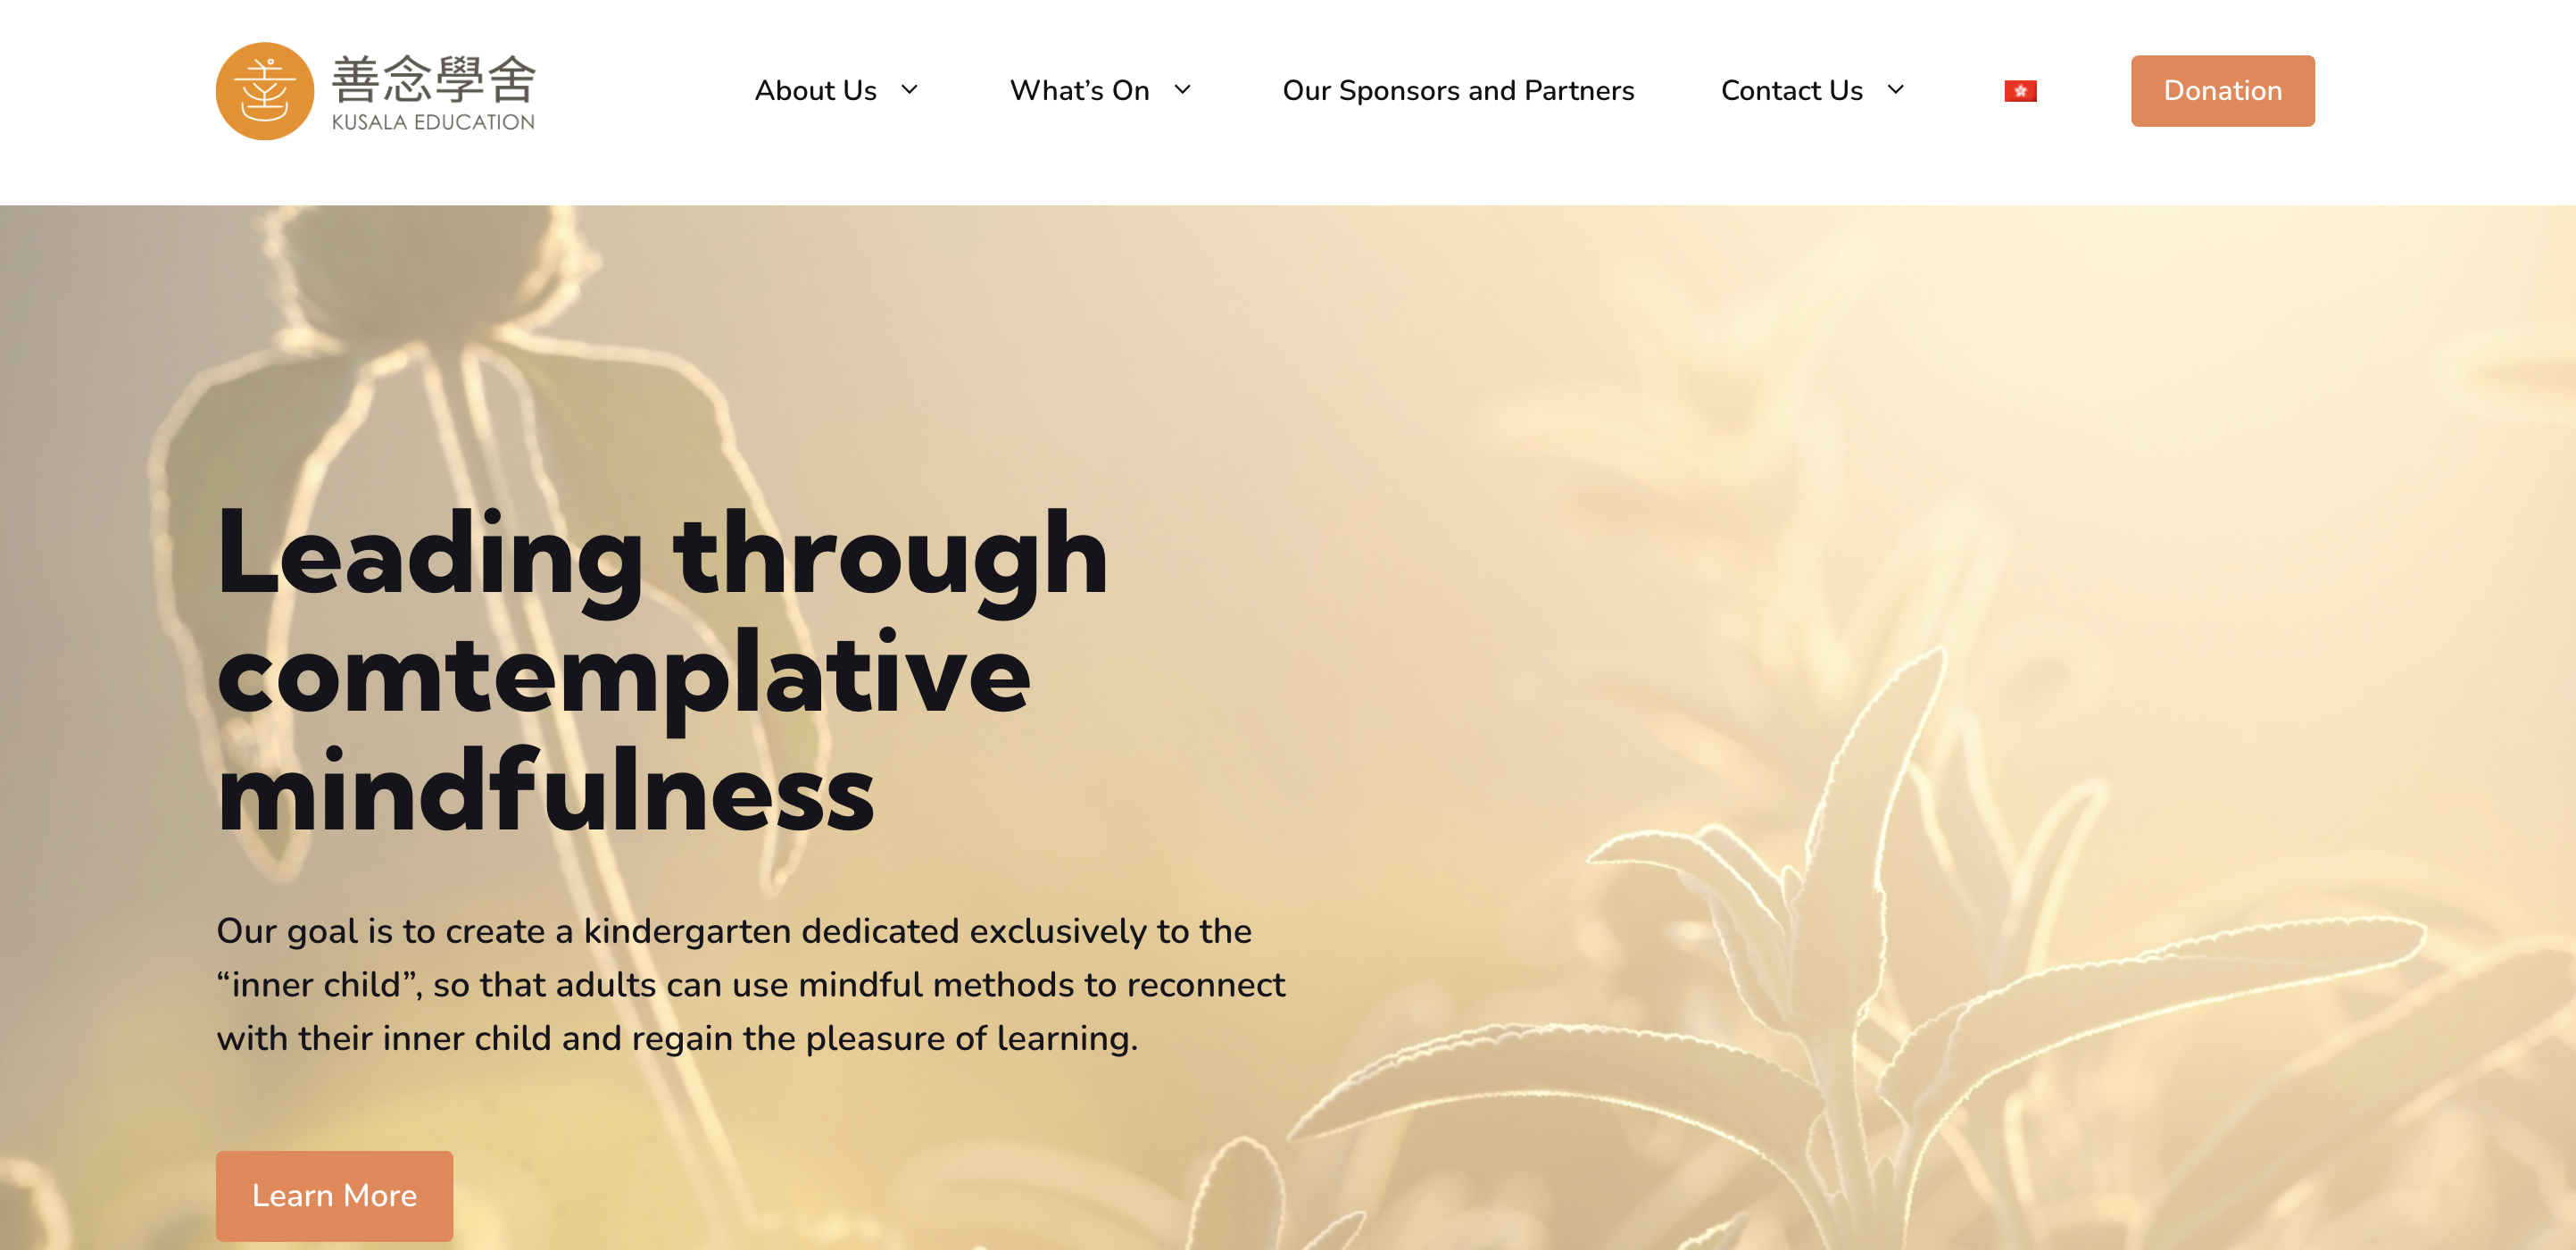 善念學舍
KUSALA EDUCATION
About Us
What’s On
Our Sponsors and Partners
Contact Us
Donation
Leading through
comtemplative
mindfulness
Our goal is to create a kindergarten dedicated exclusively to the
“inner child”, so that adults can use mindful methods to reconnect
with their inner child and regain the pleasure of learning.
Learn More